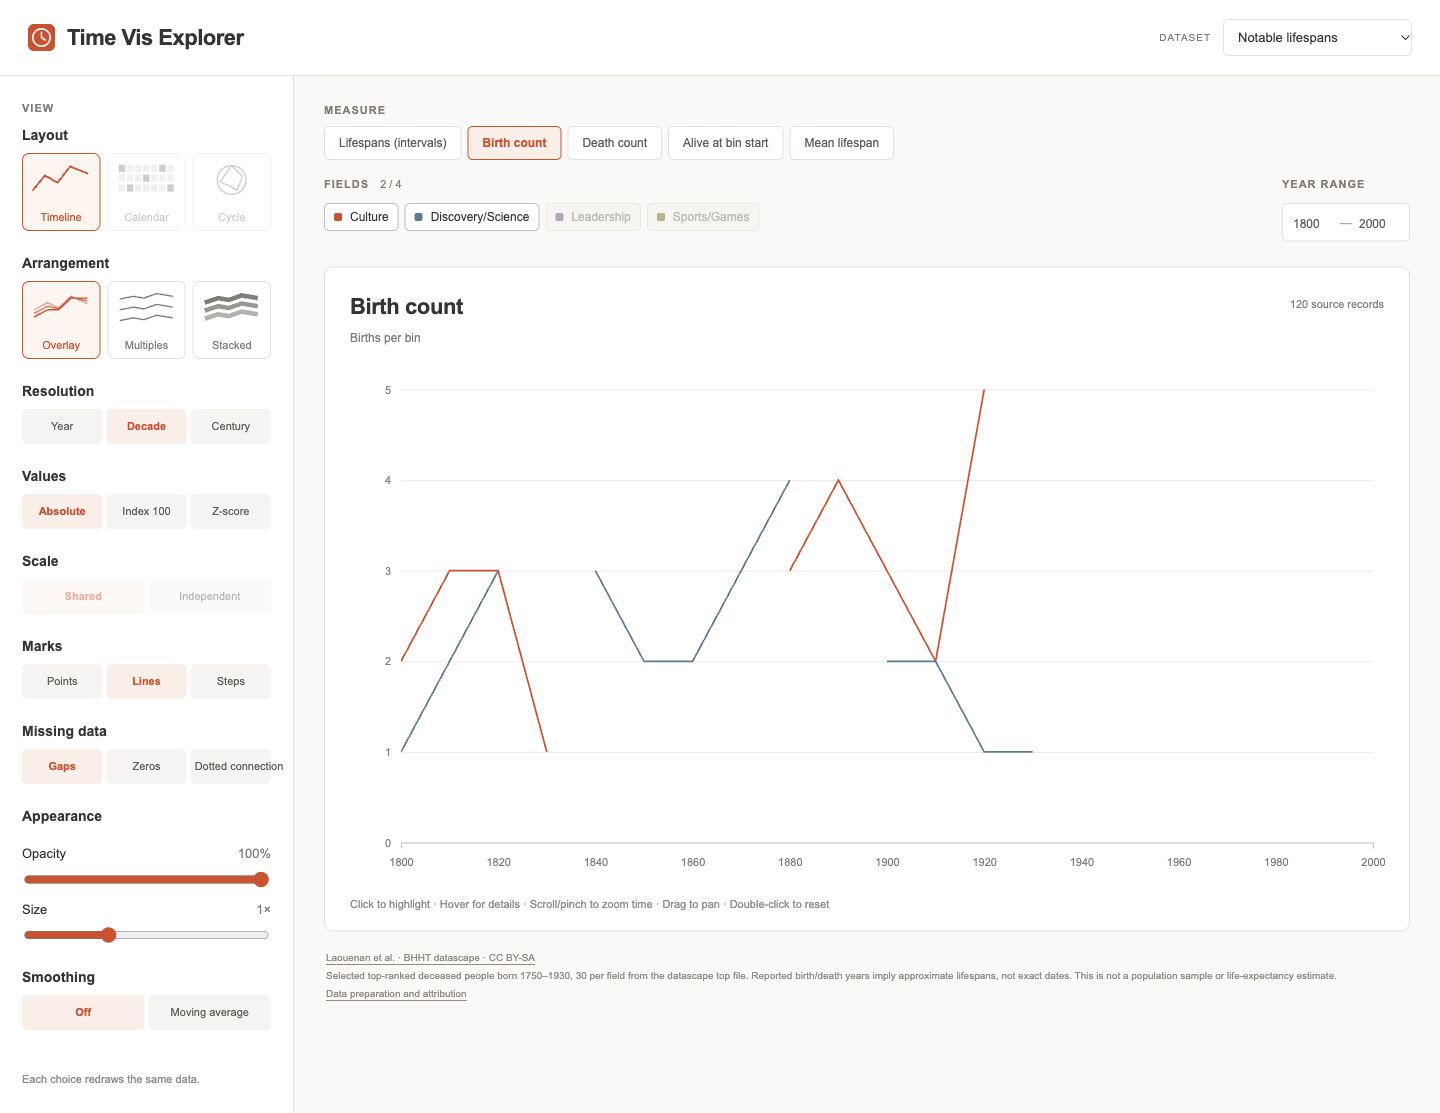 Time Vis Explorer
DATASET
Notable lifespans
VIEW
Layout
Timeline
Calendar
Cycle
Arrangement
Overlay
Multiples
Stacked
Resolution
Year
Decade
Century
Values
Absolute
Index 100
Z-score
Scale
Shared
Independent
Marks
Points
Lines
Steps
Missing data
Gaps
Zeros
Dotted connection
Appearance
Opacity
100%
Size
1×
Smoothing
Off
Moving average
Each choice redraws the same data.
MEASURE
Lifespans (intervals)
Birth count
Death count
Alive at bin start
Mean lifespan
FIELDS 2 / 4
Culture
Discovery/Science
Leadership
Sports/Games
YEAR RANGE
1800 — 2000
Birth count
120 source records
Births per bin
5
4
3
2
1
0
1800 1820 1840 1860 1880 1900 1920 1940 1960 1980 2000
Click to highlight · Hover for details · Scroll/pinch to zoom time · Drag to pan · Double-click to reset
Laouenan et al. · BHHT datascape · CC BY-SA
Selected top-ranked deceased people born 1750–1930, 30 per field from the datascape top file. Reported birth/death years imply approximate lifespans, not exact dates. This is not a population sample or life-expectancy estimate.
Data preparation and attribution